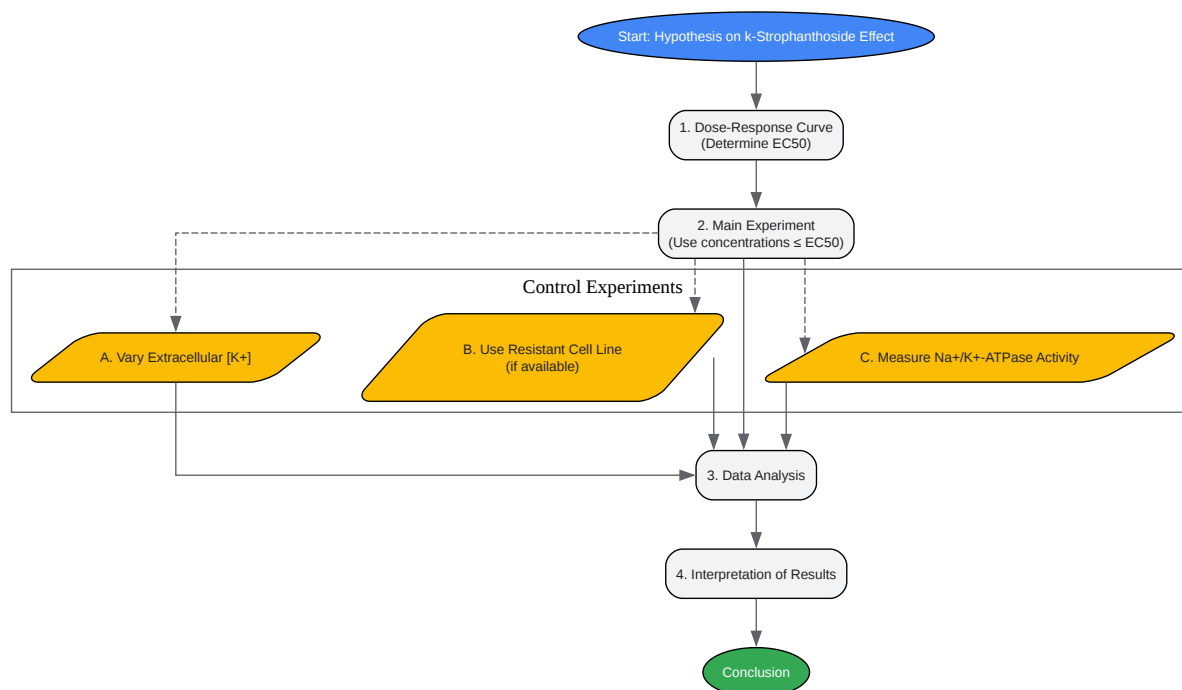 Start: Hypothesis on k-Strophanthoside Effect
1. Dose-Response Curve
(Determine EC50)
2. Main Experiment
(Use concentrations ≤ EC50)
Control Experiments
A. Vary Extracellular [K+]
B. Use Resistant Cell Line
(if available)
C. Measure Na+/K+-ATPase Activity
3. Data Analysis
4. Interpretation of Results
Conclusion